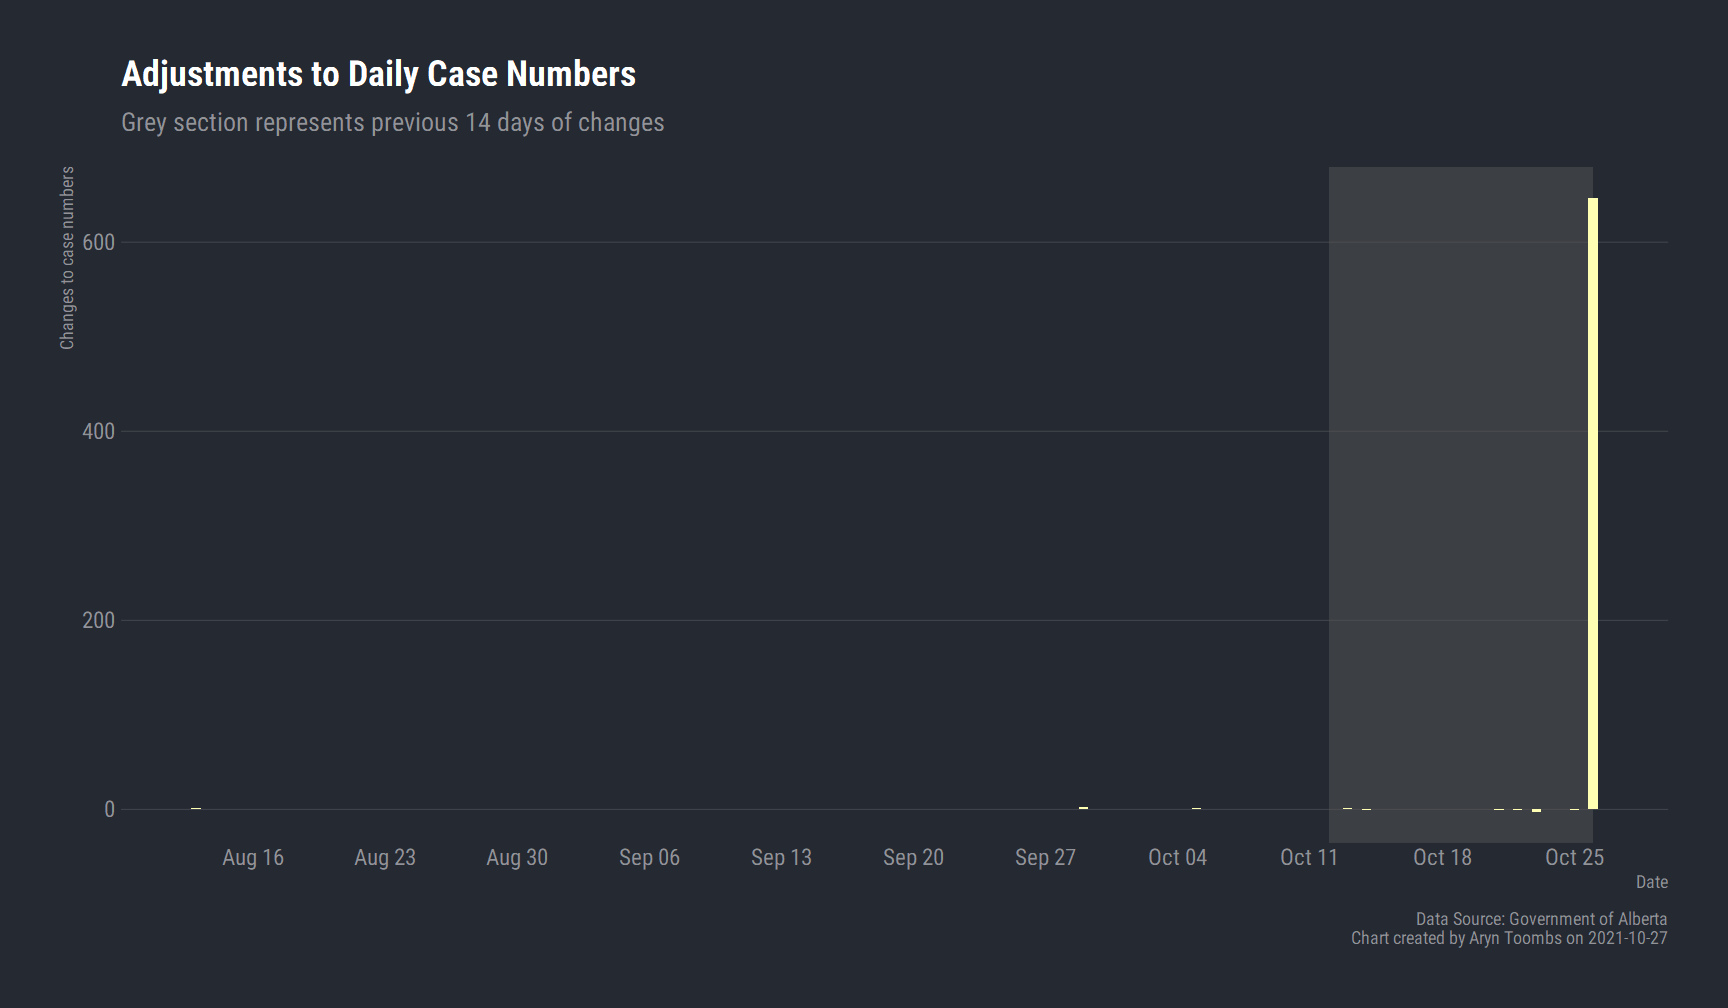 Adjustments to Daily Case Numbers
Grey section represents previous 14 days of changes
Changes to case numbers
600
400
200
0
Aug 16 Aug 23 Aug 30 Sep 06 Sep 13 Sep 20 Sep 27 Oct 04 Oct 11 Oct 18 Oct 25
Date
Data Source: Government of Alberta
Chart created by Aryn Toombs on 2021-10-27